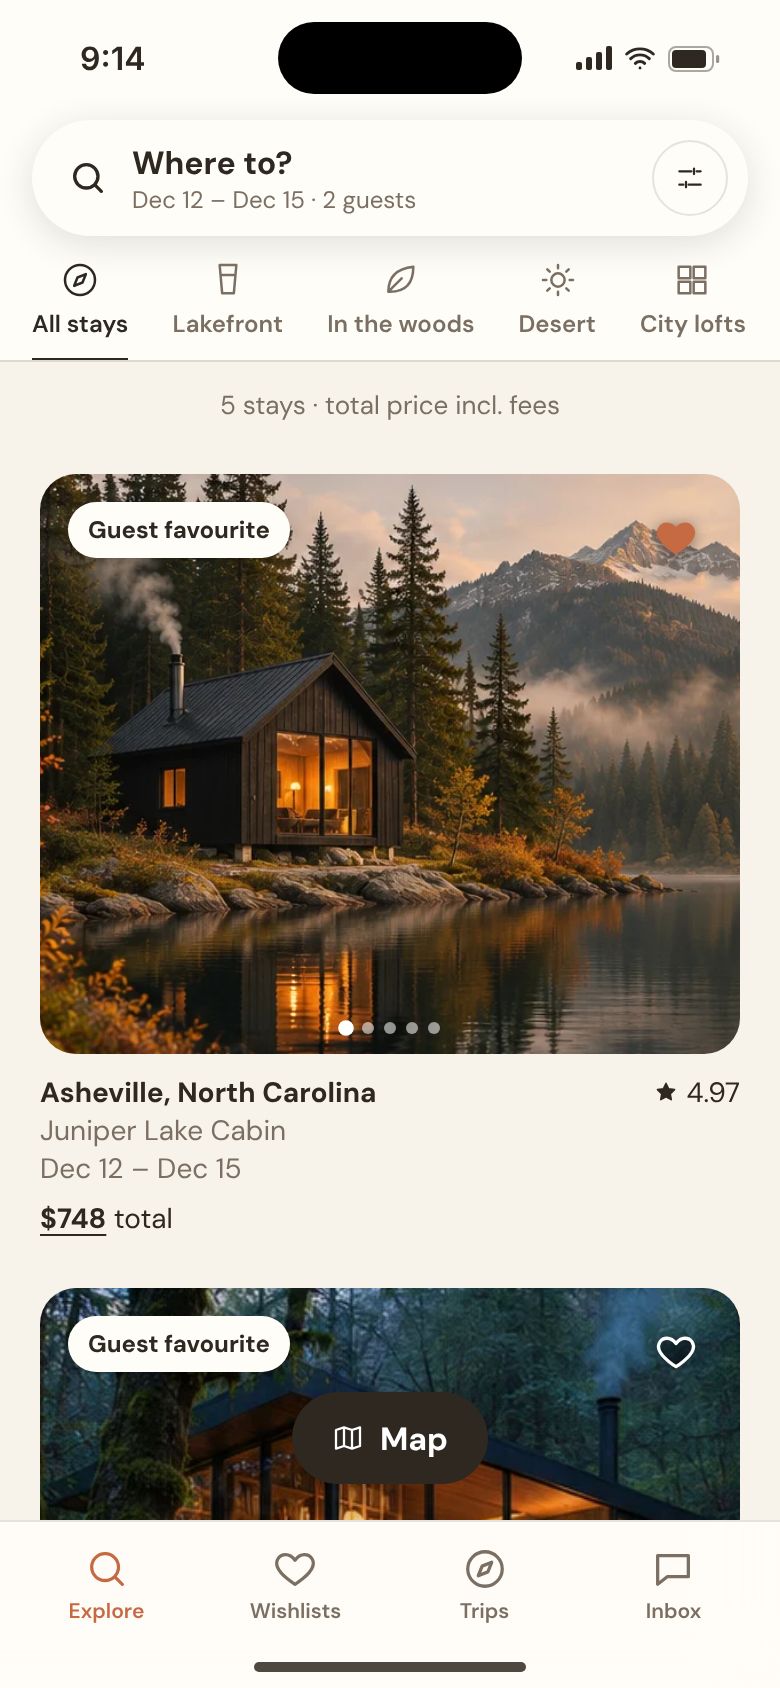 9:14
Where to?
Dec 12 – Dec 15 · 2 guests
All stays
Lakefront
In the woods
Desert
City lofts
5 stays · total price incl. fees
Guest favourite
Asheville, North Carolina
4.97
Juniper Lake Cabin
Dec 12 – Dec 15
$748 total
Guest favourite
Map
Explore
Wishlists
Trips
Inbox